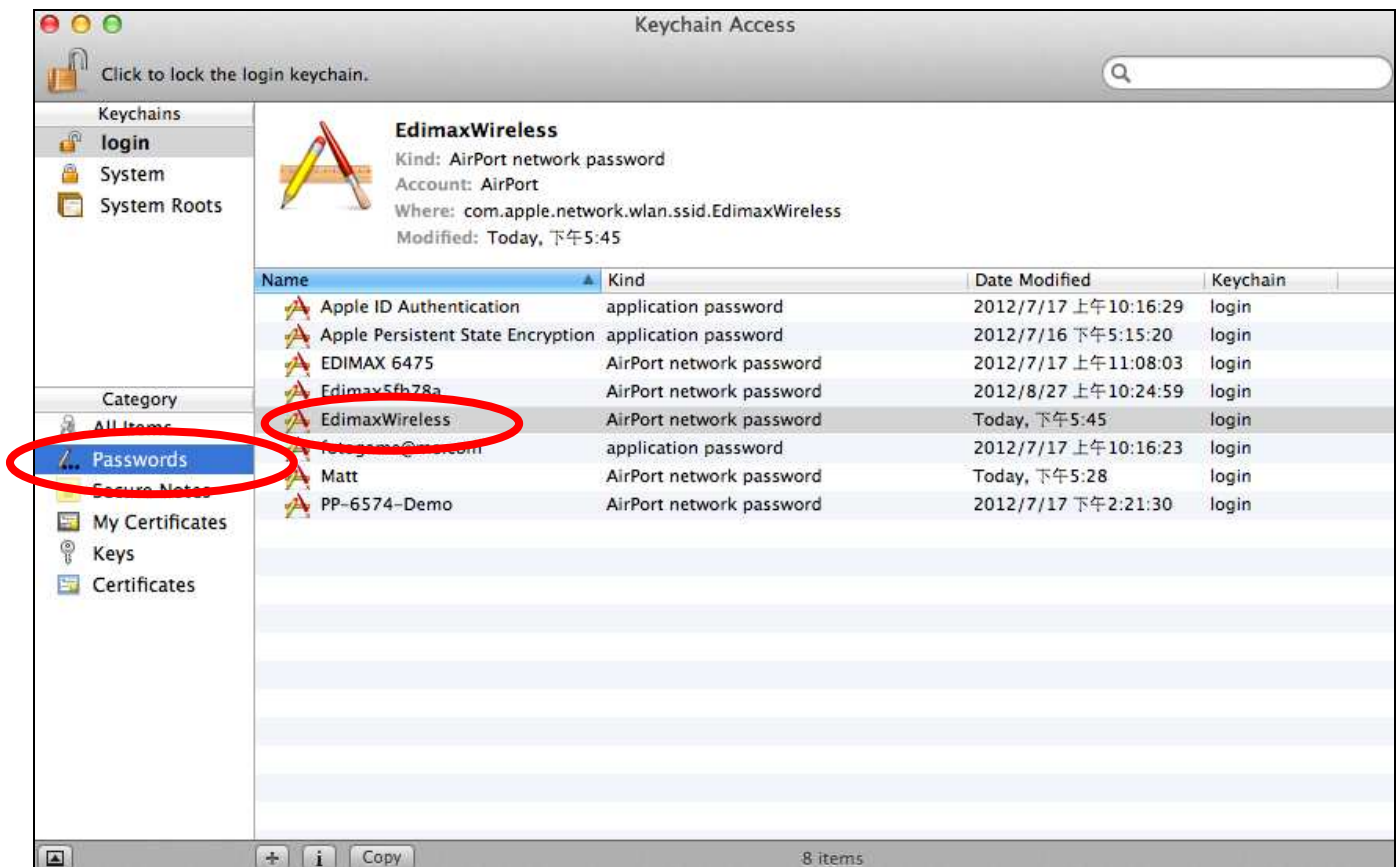 Keychain Access
Click to lock the login keychain.
Keychains
login
System
System Roots
EdimaxWireless
Kind: AirPort network password
Account: AirPort
Where: com.apple.network.wlan.ssid.EdimaxWireless
Modified: Today, 下午5:45
Name Kind Date Modified Keychain
Apple ID Authentication application password 2012/7/17 上午10:16:29 login
Apple Persistent State Encryption application password 2012/7/16 下午5:15:20 login
EDIMAX 6475 AirPort network password 2012/7/17 上午11:08:03 login
Edimax5fb78a AirPort network password 2012/8/27 上午10:24:59 login
EdimaxWireless AirPort network password Today, 下午5:45 login
application password 2012/7/17 上午10:16:23 login
Matt AirPort network password Today, 下午5:28 login
PP-6574-Demo AirPort network password 2012/7/17 下午2:21:30 login
Category
All Items
Passwords
Secure Notes
My Certificates
Keys
Certificates
+ i Copy 8 items